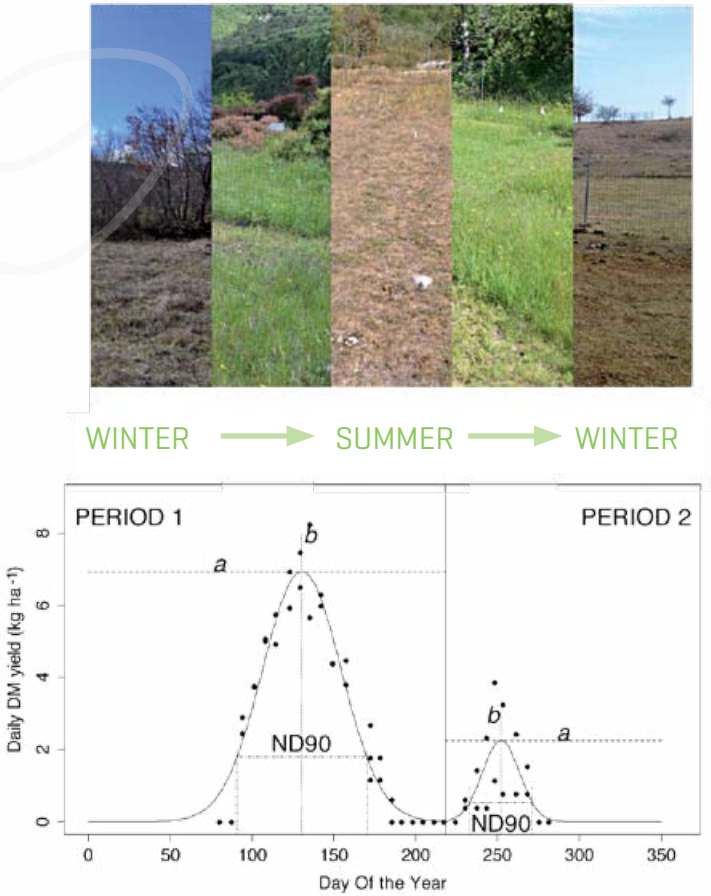 WINTER SUMMER WINTER
PERIOD 1 PERIOD 2
b
a
b
a
ND90
ND90
8
6
4
2
0
Daily DM yield (kg ha -1)
0 50 100 150 200 250 300 350
Day Of the Year